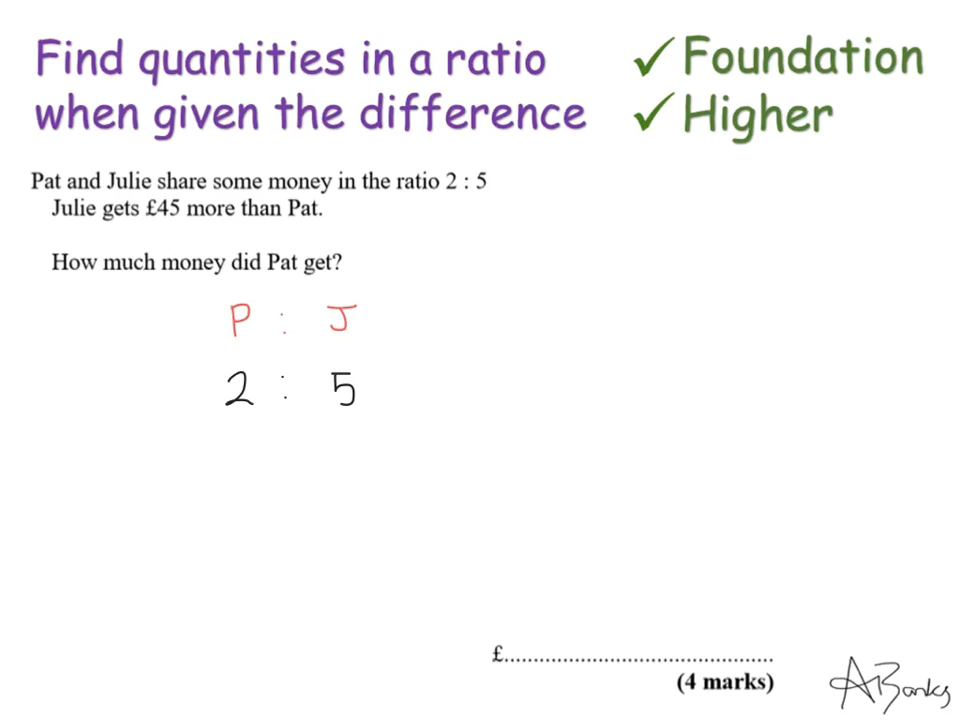 Find quantities in a ratio
when given the difference
✓ Foundation
✓ Higher
Pat and Julie share some money in the ratio 2 : 5
Julie gets £45 more than Pat.
How much money did Pat get?
P : J
2 : 5
£................................................
(4 marks)
ABanks